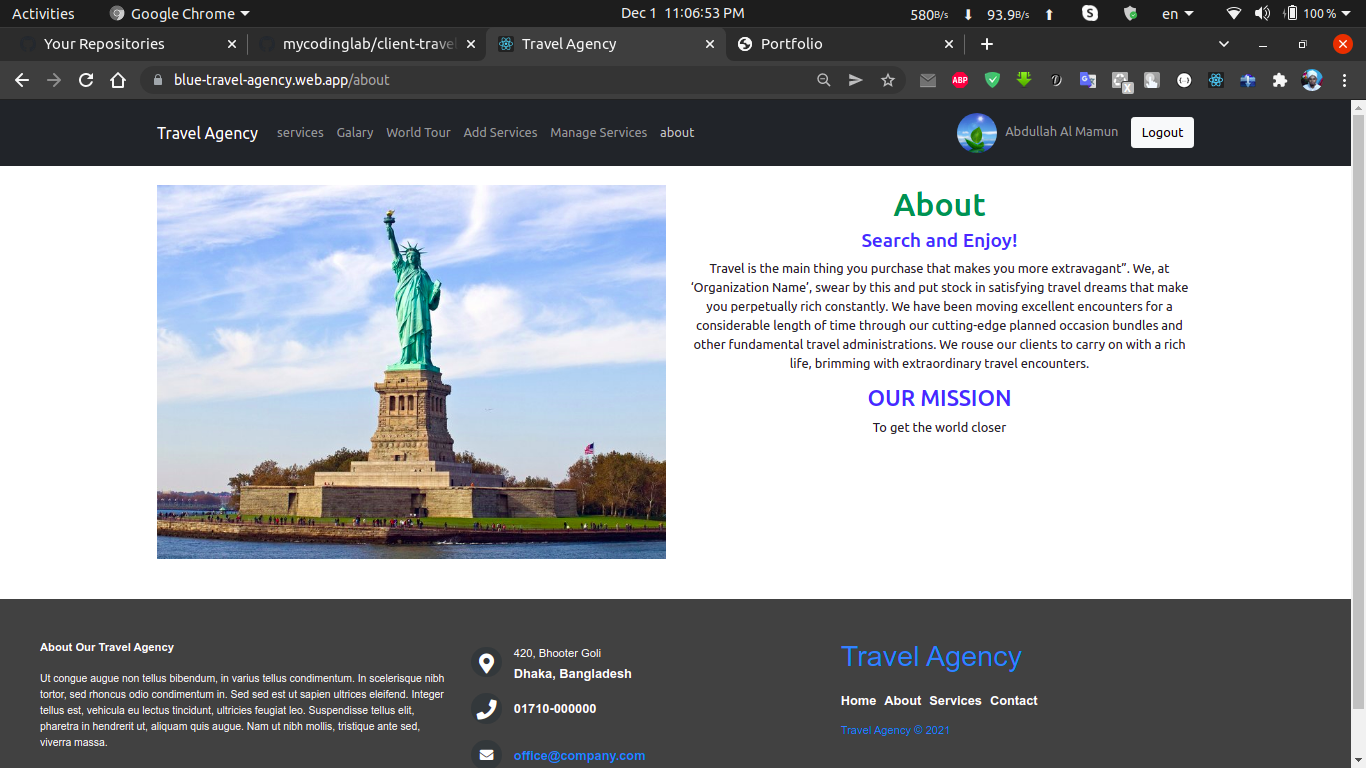 Activities Google Chrome Dec 1 11:06:53 PM 580B/s 93.9B/s en 100 %
Your Repositories mycodinglab/client-travel Travel Agency Portfolio
blue-travel-agency.web.app/about ABP
Travel Agency services Galary World Tour Add Services Manage Services about Abdullah Al Mamun Logout
About
Search and Enjoy!
Travel is the main thing you purchase that makes you more extravagant”. We, at
‘Organization Name’, swear by this and put stock in satisfying travel dreams that make
you perpetually rich constantly. We have been moving excellent encounters for a
considerable length of time through our cutting-edge planned occasion bundles and
other fundamental travel administrations. We rouse our clients to carry on with a rich
life, brimming with extraordinary travel encounters.
OUR MISSION
To get the world closer
About Our Travel Agency
Ut congue augue non tellus bibendum, in varius tellus condimentum. In scelerisque nibh
tortor, sed rhoncus odio condimentum in. Sed sed est ut sapien ultrices eleifend. Integer
tellus est, vehicula eu lectus tincidunt, ultricies feugiat leo. Suspendisse tellus elit,
pharetra in hendrerit ut, aliquam quis augue. Nam ut nibh mollis, tristique ante sed,
viverra massa.
420, Bhooter Goli
Dhaka, Bangladesh
01710-000000
office@company.com
Travel Agency
Home About Services Contact
Travel Agency © 2021